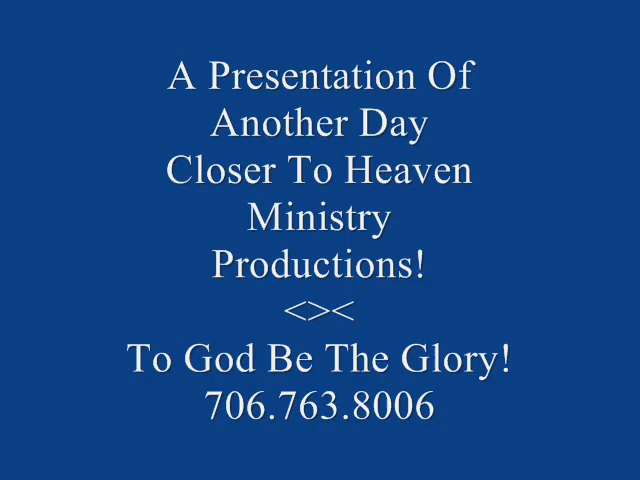 A Presentation Of
Another Day
Closer To Heaven
Ministry
Productions!
<><
To God Be The Glory!
706.763.8006